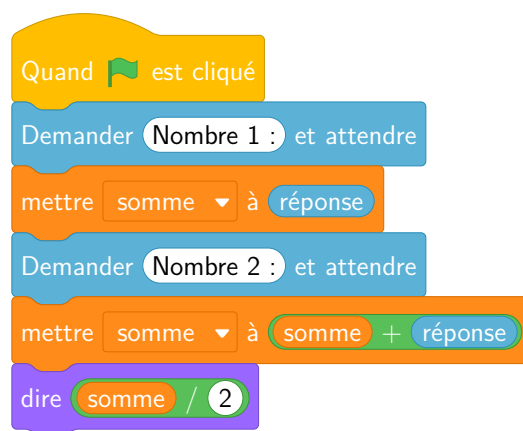 Quand est cliqué
Demander Nombre 1 : et attendre
mettre somme à réponse
Demander Nombre 2 : et attendre
mettre somme à somme + réponse
dire somme / 2